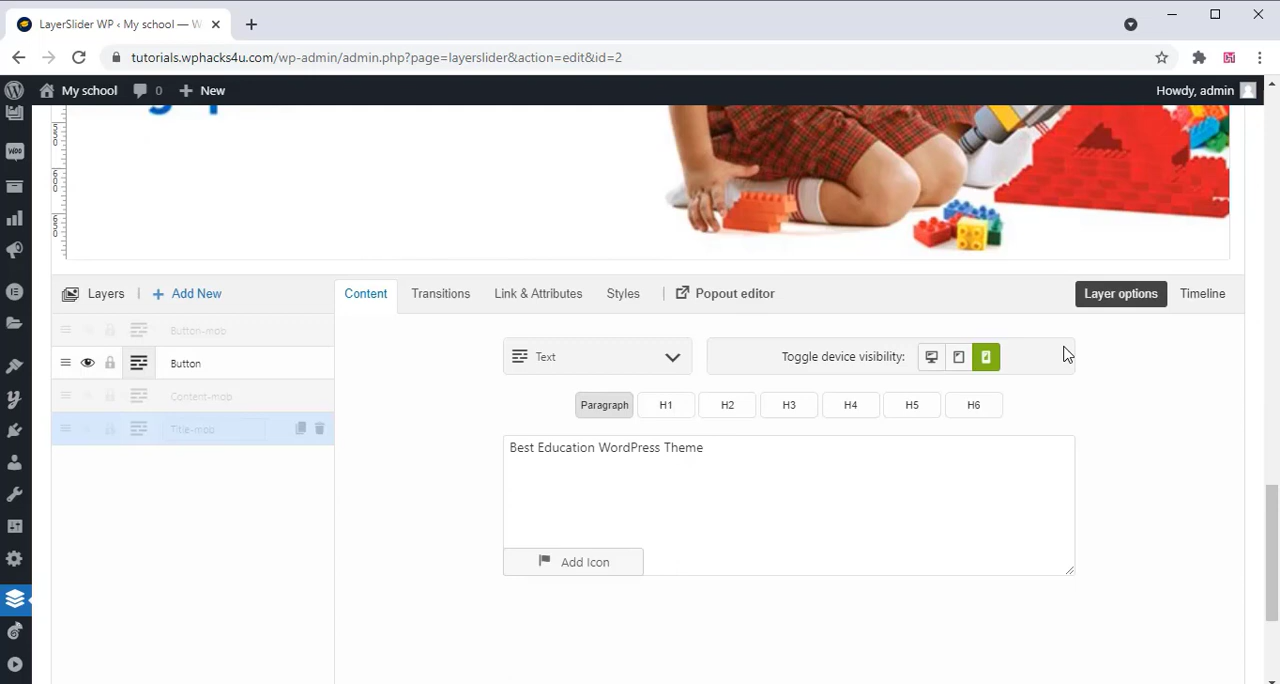 LayerSlider WP ‹ My school — W
tutorials.wphacks4u.com/wp-admin/admin.php?page=layerslider&action=edit&id=2
My school 0 New Howdy, admin
Layers Add New Content Transitions Link & Attributes Styles Popout editor Layer options Timeline
Button-mob
Text Toggle device visibility:
Button
Content-mob
Paragraph H1 H2 H3 H4 H5 H6
Title-mob
Best Education WordPress Theme
Add Icon